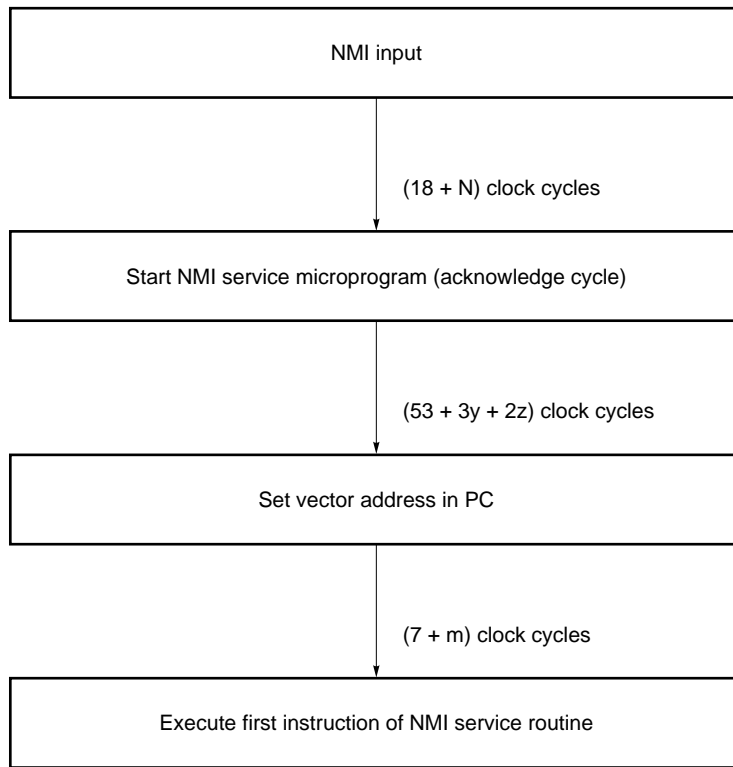 NMI input
(18 + N) clock cycles
Start NMI service microprogram (acknowledge cycle)
(53 + 3y + 2z) clock cycles
Set vector address in PC
(7 + m) clock cycles
Execute first instruction of NMI service routine